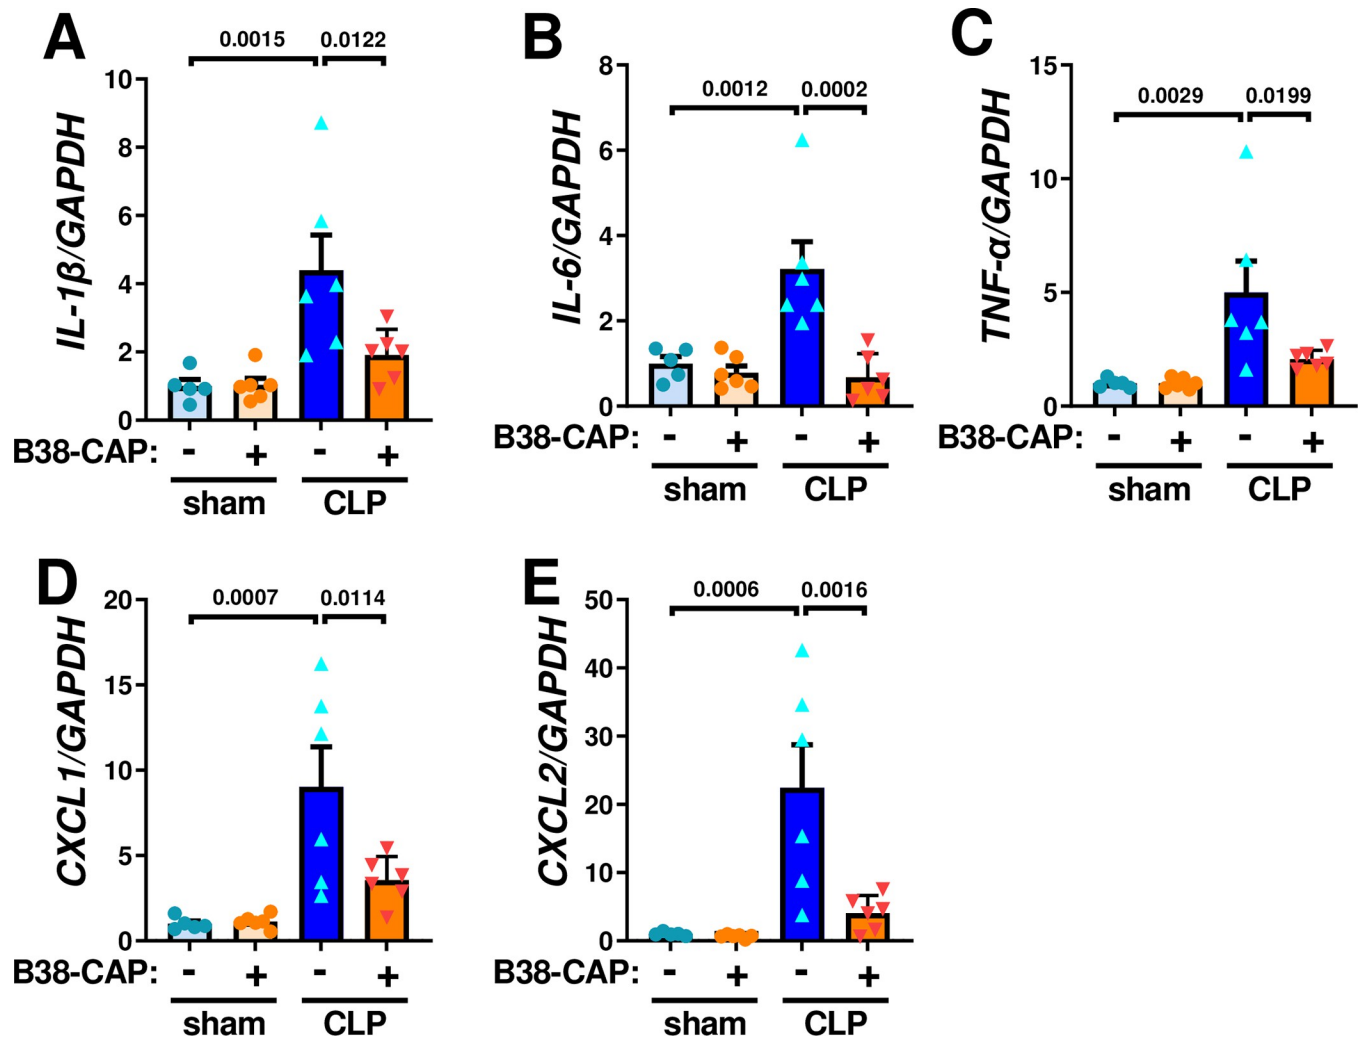 A
0.0015 0.0122
IL-1β/GAPDH
10
8
6
4
2
0
B38-CAP: - + - +
sham CLP
B
0.0012 0.0002
IL-6/GAPDH
8
6
4
2
0
- + - +
sham CLP
C
0.0029 0.0199
TNF-α/GAPDH
15
10
5
0
B38-CAP: - + - +
sham CLP
D
0.0007 0.0114
CXCL1/GAPDH
20
15
10
5
0
B38-CAP: - + - +
sham CLP
E
0.0006 0.0016
CXCL2/GAPDH
50
40
30
20
10
0
B38-CAP: - + - +
sham CLP